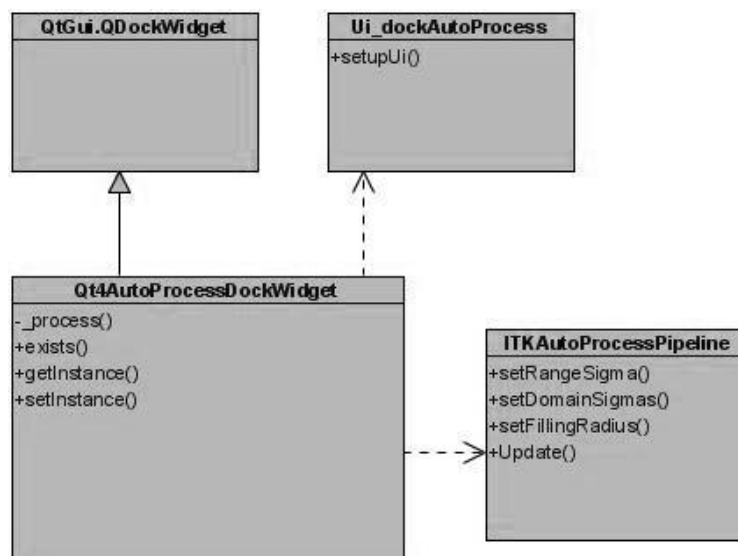 QtGui.QDockWidget
Ui_dockAutoProcess
+setupUi()
Qt4AutoProcessDockWidget
-_process()
+exists()
+getInstance()
+setInstance()
ITKAutoProcessPipeline
+setRangeSigma()
+setDomainSigmas()
+setFillingRadius()
+Update()